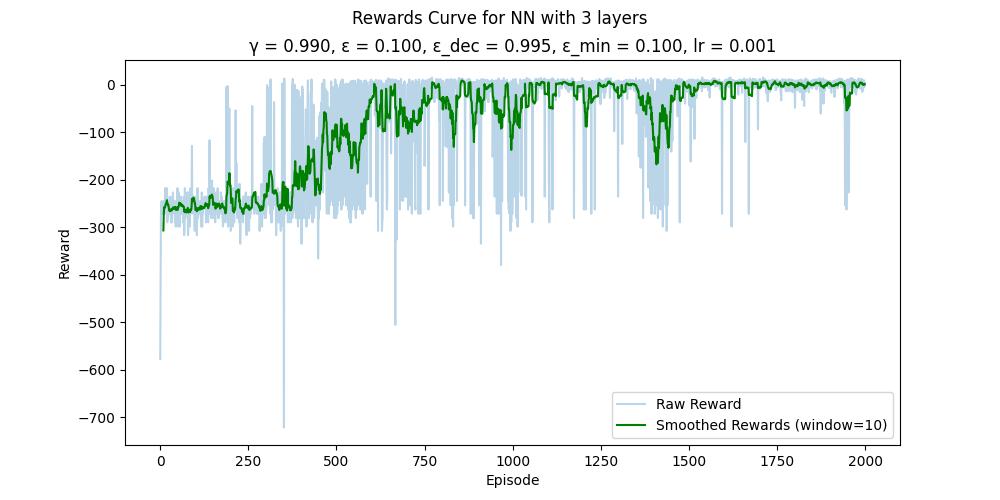 Rewards Curve for NN with 3 layers
γ = 0.990, ε = 0.100, ε_dec = 0.995, ε_min = 0.100, lr = 0.001
Reward
0
−100
−200
−300
−400
−500
−600
−700
Raw Reward
Smoothed Rewards (window=10)
0 250 500 750 1000 1250 1500 1750 2000
Episode